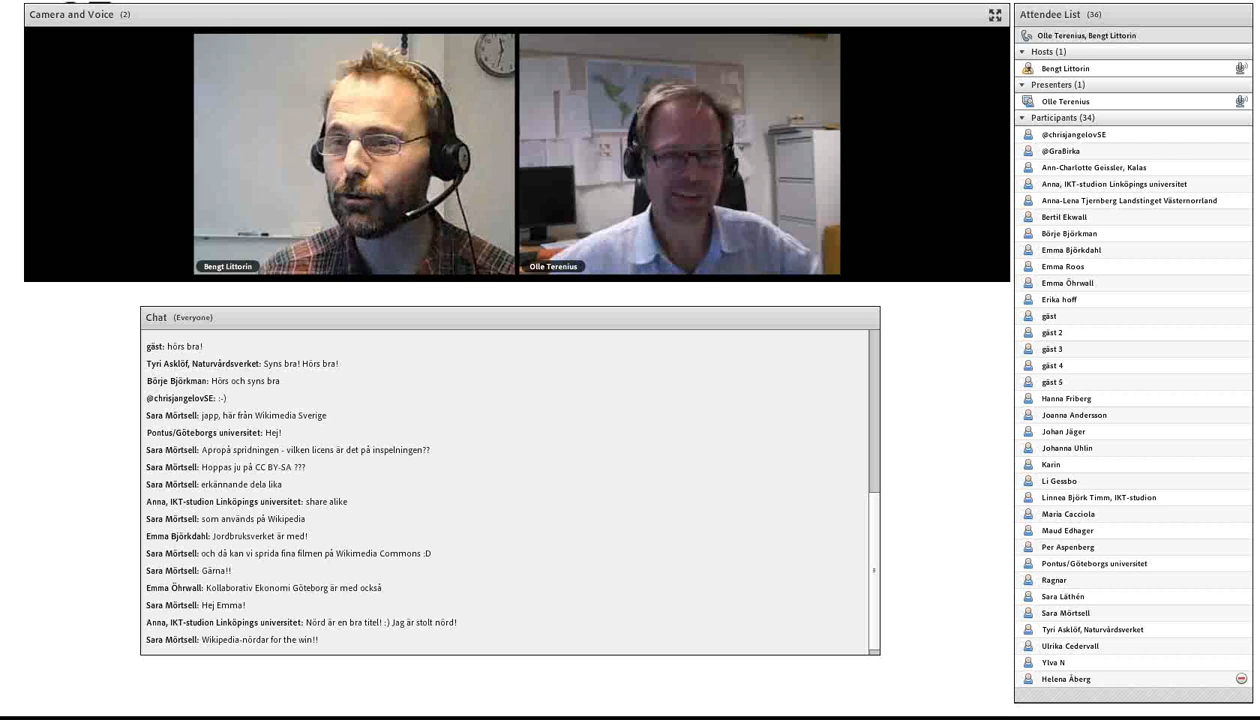 Camera and Voice (2)
Bengt Littorin
Olle Terenius
Chat (Everyone)
gäst: hörs bra!
Tyri Asklöf, Naturvårdsverket: Syns bra! Hörs bra!
Börje Björkman: Hörs och syns bra
@chrisjangelovSE: :-)
Sara Mörtsell: japp, här från Wikimedia Sverige
Pontus/Göteborgs universitet: Hej!
Sara Mörtsell: Apropå spridningen - vilken licens är det på inspelningen??
Sara Mörtsell: Hoppas ju på CC BY-SA ???
Sara Mörtsell: erkännande dela lika
Anna, IKT-studion Linköpings universitet: share alike
Sara Mörtsell: som används på Wikipedia
Emma Björkdahl: Jordbruksverket är med!
Sara Mörtsell: och då kan vi sprida fina filmen på Wikimedia Commons :D
Sara Mörtsell: Gärna!!
Emma Öhrwall: Kollaborativ Ekonomi Göteborg är med också
Sara Mörtsell: Hej Emma!
Anna, IKT-studion Linköpings universitet: Nörd är en bra titel! :) Jag är stolt nörd!
Sara Mörtsell: Wikipedia-nördar for the win!!
Attendee List (36)
Olle Terenius, Bengt Littorin
Hosts (1)
Bengt Littorin
Presenters (1)
Olle Terenius
Participants (34)
@chrisjangelovSE
@GraBirka
Ann-Charlotte Geissler, Kalas
Anna, IKT-studion Linköpings universitet
Anna-Lena Tjernberg Landstinget Västernorrland
Bertil Ekwall
Börje Björkman
Emma Björkdahl
Emma Roos
Emma Öhrwall
Erika hoff
gäst
gäst 2
gäst 3
gäst 4
gäst 5
Hanna Friberg
Joanna Andersson
Johan Jäger
Johanna Uhlin
Karin
Li Gessbo
Linnea Björk Timm, IKT-studion
Maria Cacciola
Maud Edhager
Per Aspenberg
Pontus/Göteborgs universitet
Ragnar
Sara Låthén
Sara Mörtsell
Tyri Asklöf, Naturvårdsverket
Ulrika Cedervall
Ylva N
Helena Åberg